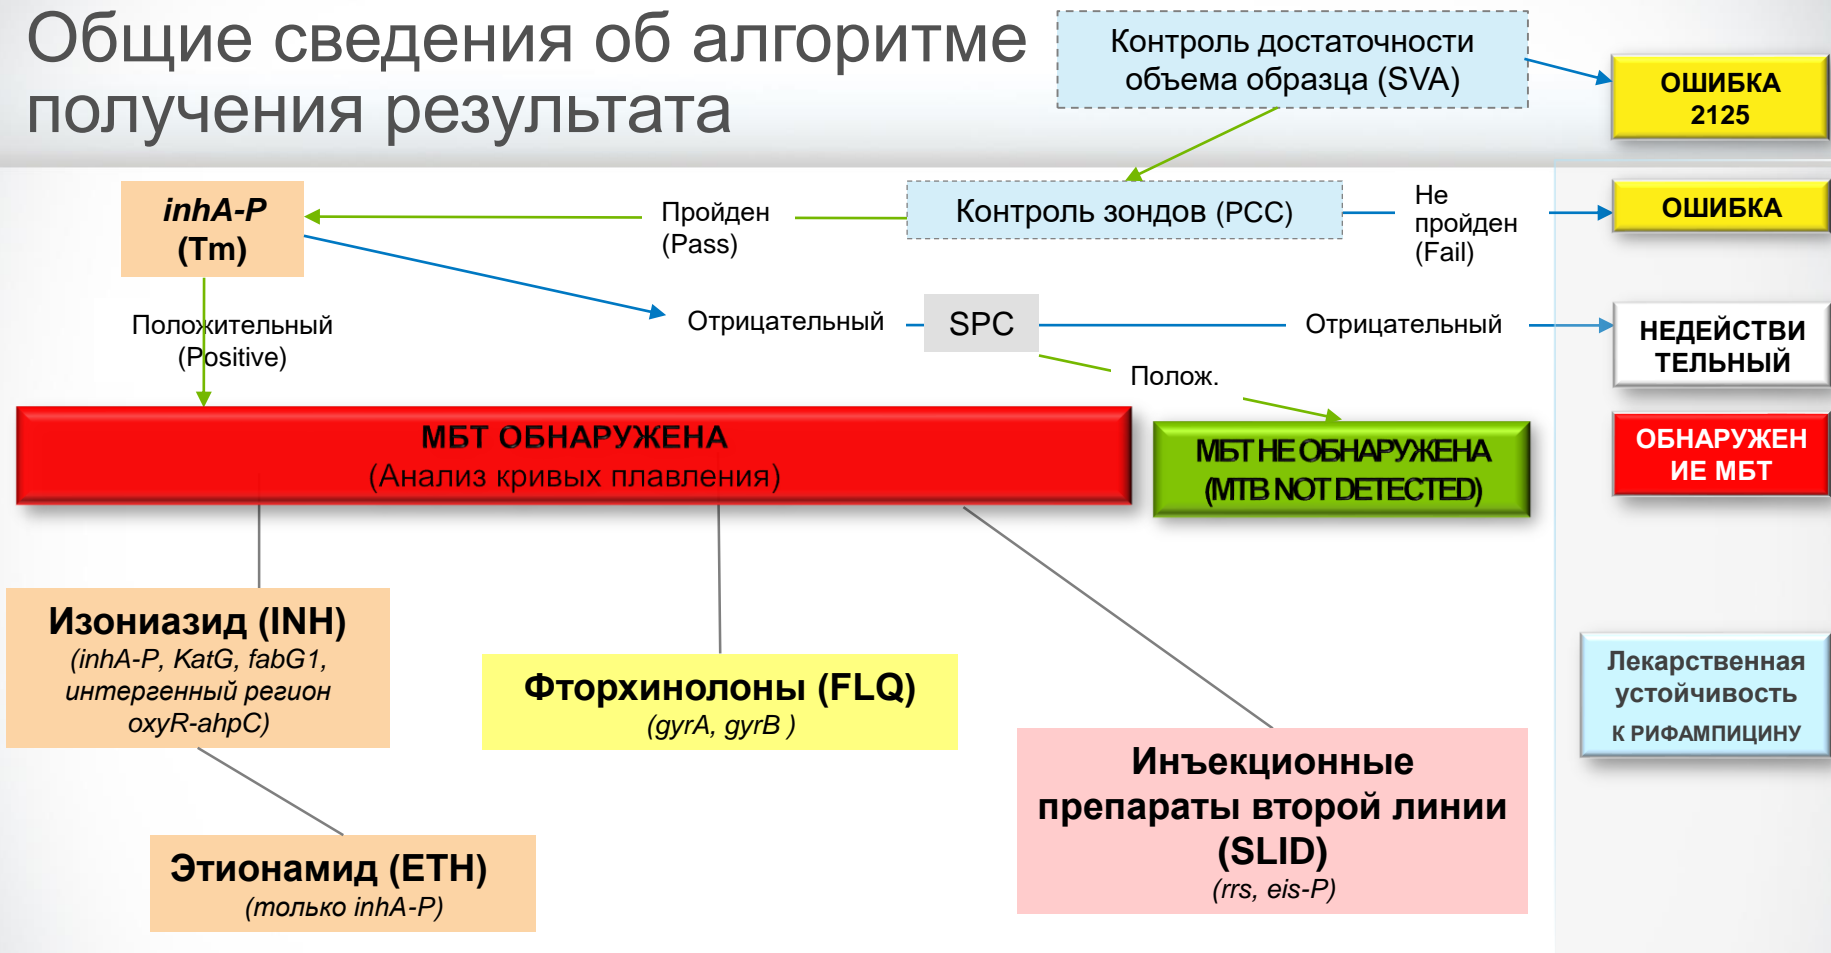 Общие сведения об алгоритме
получения результата
Контроль достаточности
объема образца (SVA)
ОШИБКА
2125
inhA-P
(Tm)
Пройден
(Pass)
Контроль зондов (PCC)
Не
пройден
(Fail)
ОШИБКА
Положительный
(Positive)
Отрицательный
SPC
Отрицательный
НЕДЕЙСТВИ
ТЕЛЬНЫЙ
Полож.
МБТ ОБНАРУЖЕНА
(Анализ кривых плавления)
МБТ НЕ ОБНАРУЖЕНА
(MTB NOT DETECTED)
ОБНАРУЖЕН
ИЕ МБТ
Изониазид (INH)
(inhA-P, KatG, fabG1,
интергенный регион
oxyR-ahpC)
Фторхинолоны (FLQ)
(gyrA, gyrB )
Лекарственная
устойчивость
К РИФАМПИЦИНУ
Инъекционные
препараты второй линии
(SLID)
(rrs, eis-P)
Этионамид (ETH)
(только inhA-P)